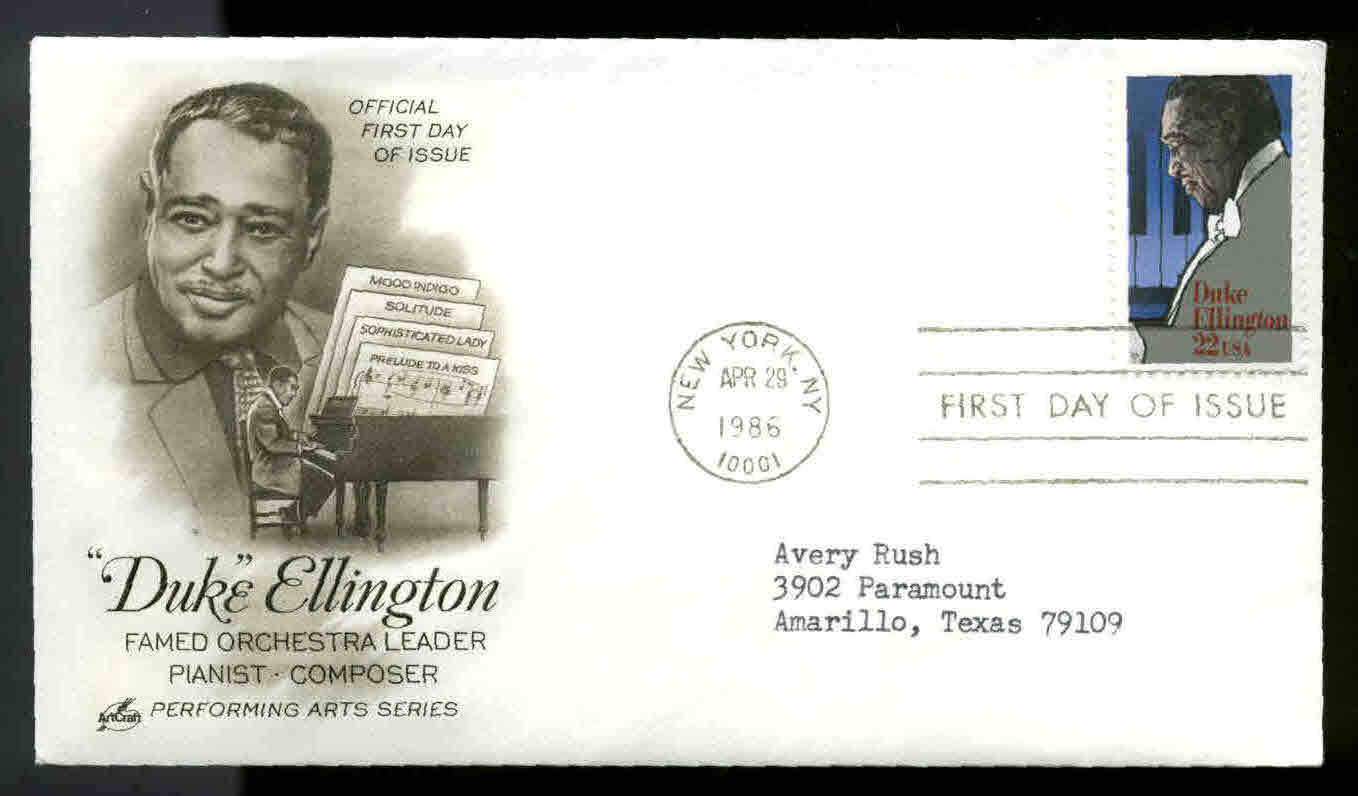 OFFICIAL
FIRST DAY
OF ISSUE
MOOD INDIGO
SOLITUDE
SOPHISTICATED LADY
PRELUDE TO A KISS
"Duke" Ellington
FAMED ORCHESTRA LEADER
PIANIST · COMPOSER
ArtCraft PERFORMING ARTS SERIES
NEW YORK, NY
APR 29
1986
10001
Duke
Ellington
22 USA
FIRST DAY OF ISSUE
Avery Rush
3902 Paramount
Amarillo, Texas 79109